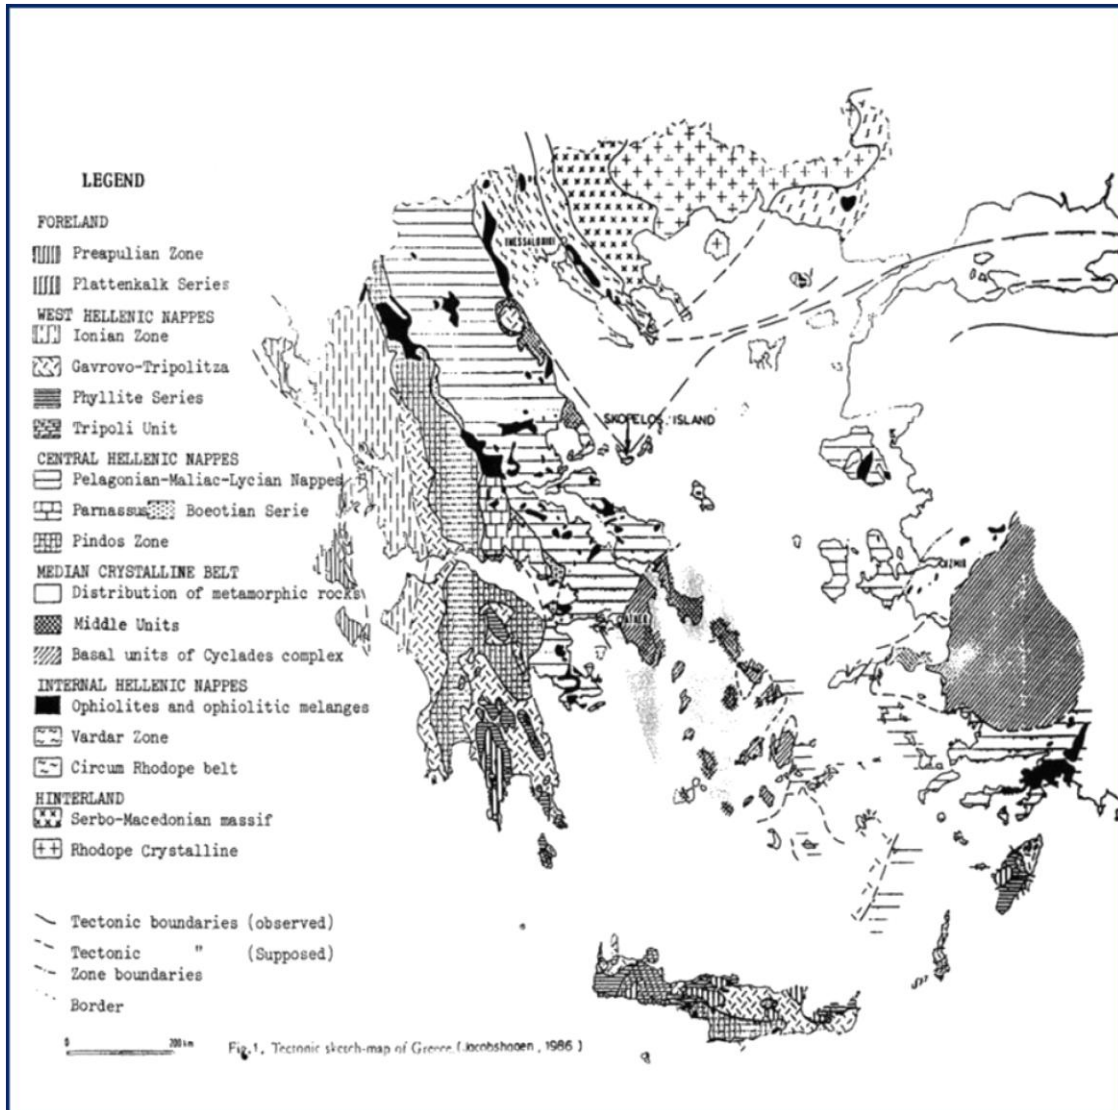 LEGEND
FORELAND
Preapulian Zone
Plattenkalk Series
WEST HELLENIC NAPPES
Ionian Zone
Gavrovo-Tripolitza
Phyllite Series
Tripoli Unit
CENTRAL HELLENIC NAPPES
Pelagonian-Maliac-Lycian Nappes
Parnassus Boeotian Serie
Pindos Zone
MEDIAN CRYSTALLINE BELT
Distribution of metamorphic rocks
Middle Units
Basal units of Cyclades complex
INTERNAL HELLENIC NAPPES
Ophiolites and ophiolitic melanges
Vardar Zone
Circum Rhodope belt
HINTERLAND
Serbo-Macedonian massif
Rhodope Crystalline
Tectonic boundaries (observed)
Tectonic " (Supposed)
Zone boundaries
Border
0 200 km
Fig.1, Tectonic sketch-map of Greece (Jacobshagen, 1986)
THESSALONIKI
SKOPELOS ISLAND